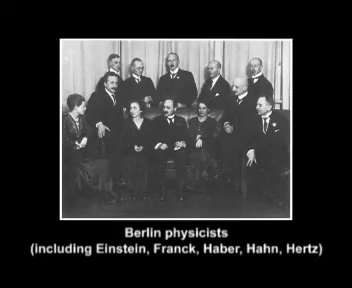 Berlin physicists
(including Einstein, Franck, Haber, Hahn, Hertz)